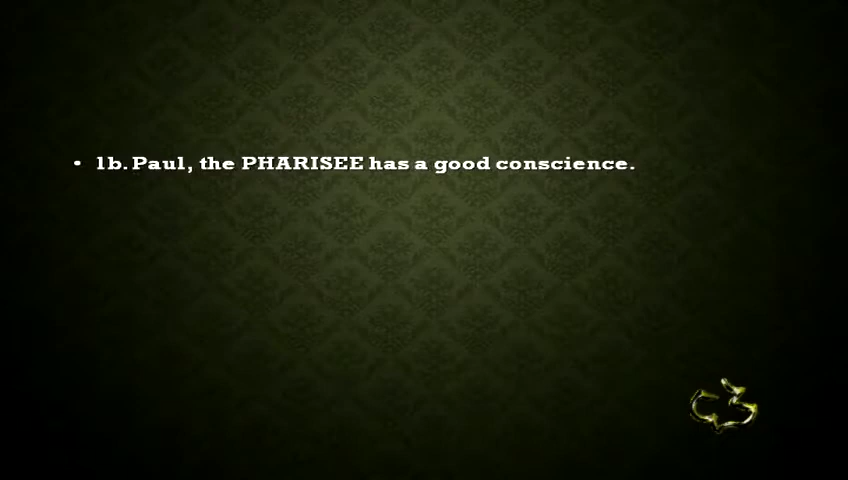 • 1b. Paul, the PHARISEE has a good conscience.